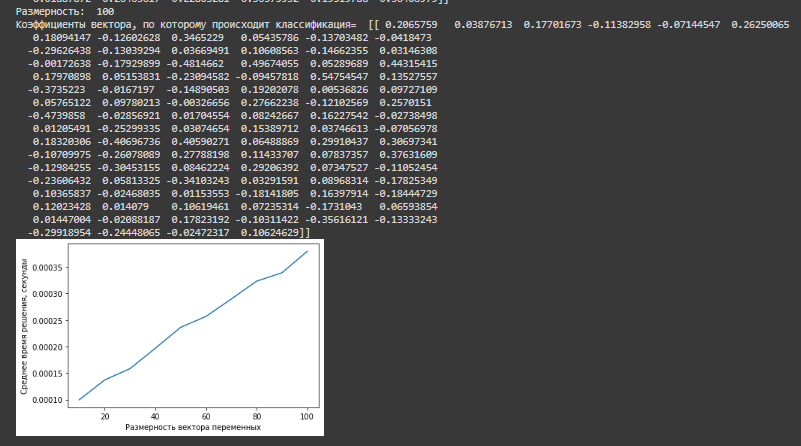 Размерность:  100
Коэффициенты вектора, по которому происходит классификация=  [[ 0.2065759   0.03876713  0.17701673 -0.11382958 -0.07144547  0.26250065
   0.18094147 -0.12602628  0.3465229   0.05435786 -0.13703482 -0.0418473
  -0.29626438 -0.13039294  0.03669491  0.10608563 -0.14662355  0.03146308
  -0.00172638 -0.17929899 -0.4814662   0.49674055  0.05289689  0.44315415
   0.17970898  0.05153831 -0.23094582 -0.09457818  0.54754547  0.13527557
  -0.3735223  -0.0167197  -0.14890503  0.19202078  0.00536826  0.09727109
   0.05765122  0.09780213 -0.00326656  0.27662238 -0.12102569  0.2570151
  -0.4739858  -0.02856921  0.01704554  0.08242667  0.16227542 -0.02738498
   0.01205491 -0.25299335  0.03074654  0.15389712  0.03746613 -0.07056978
   0.18320306 -0.40696736  0.40590271  0.06488869  0.29910437  0.30697341
  -0.10709975 -0.26078089  0.27788198  0.11433707  0.07837357  0.37631609
  -0.12984255 -0.30453155  0.08462224  0.29206392  0.07347527 -0.11052454
  -0.23606432  0.05813325 -0.34103243  0.03291591  0.08968314 -0.17825349
   0.10365837 -0.02468035  0.01153553 -0.18141805  0.16397914 -0.18444729
   0.12023428  0.014079    0.10619461  0.07235314 -0.1731043   0.06593854
   0.01447004 -0.02088187  0.17823192 -0.10311422 -0.35616121 -0.13333243
  -0.29918954 -0.24448065 -0.02472317  0.10624629]]
Среднее время решения, секунды
0.00035
0.00030
0.00025
0.00020
0.00015
0.00010
20 40 60 80 100
Размерность вектора переменных